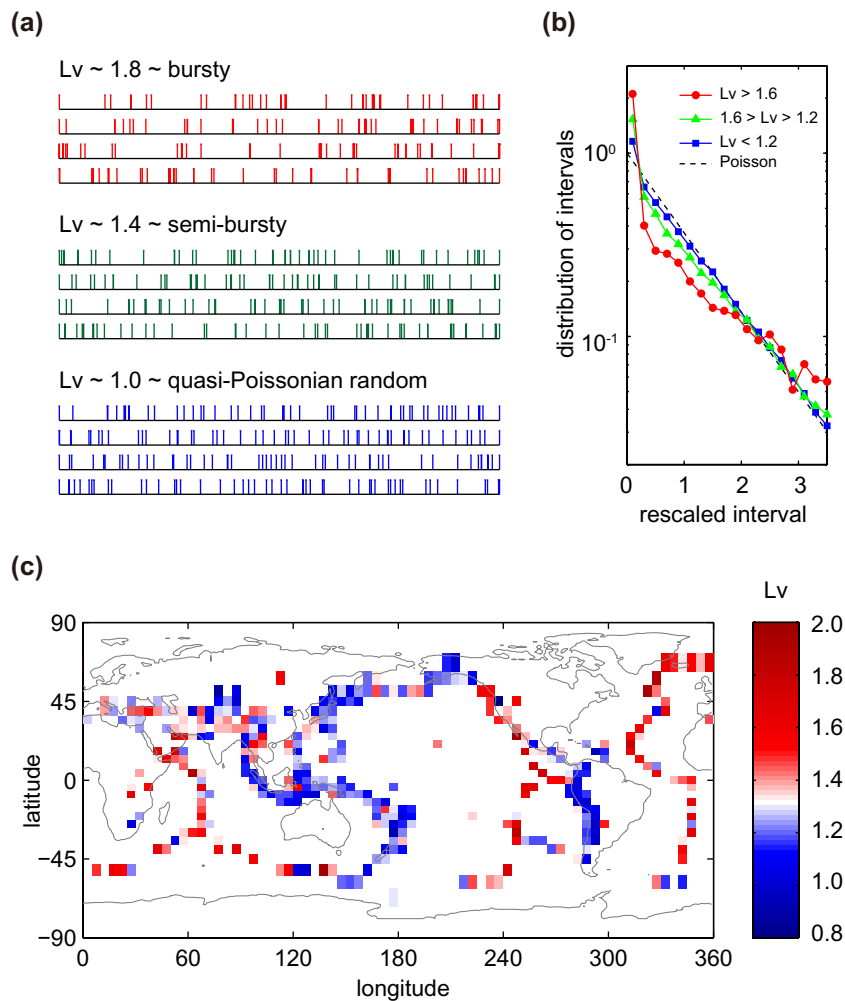 (a)
Lv ~ 1.8 ~ bursty
Lv ~ 1.4 ~ semi-bursty
Lv ~ 1.0 ~ quasi-Poissonian random
(b)
Lv > 1.6
1.6 > Lv > 1.2
Lv < 1.2
Poisson
10⁰
10⁻¹
distribution of intervals
0 1 2 3
rescaled interval
(c)
Lv
90
45
0
−45
−90
latitude
0 60 120 180 240 300 360
longitude
2.0
1.8
1.6
1.4
1.2
1.0
0.8